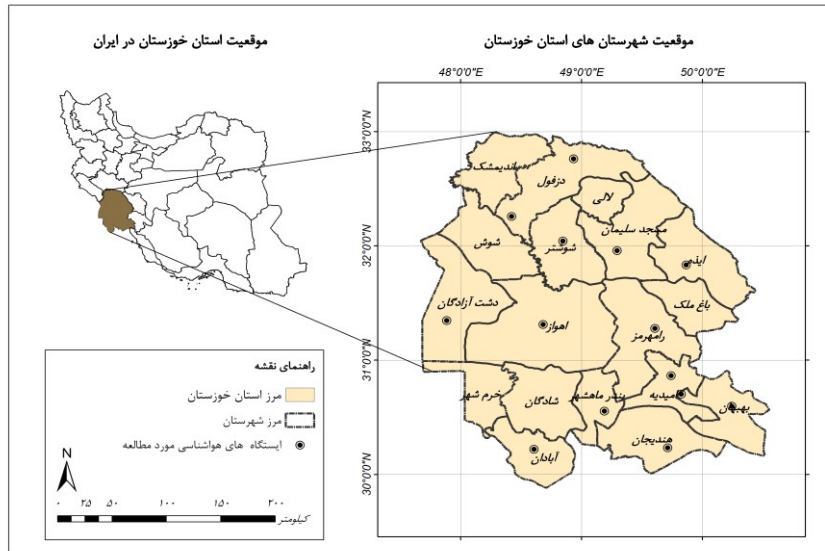 موقعیت استان خوزستان در ایران
موقعیت شهرستان های استان خوزستان
48°0'0"E 49°0'0"E 50°0'0"E
33°0'0"N
32°0'0"N
31°0'0"N
30°0'0"N
اندیمشک
دزفول
لالی
شوش
شوشتر
مسجد سلیمان
ایذه
باغ ملک
دشت آزادگان
اهواز
رامهرمز
خرم شهر
شادگان
بندر ماهشهر
امیدیه
بهبهان
هندیجان
آبادان
راهنمای نقشه
مرز استان خوزستان
مرز شهرستان
ایستگاه های هواشناسی مورد مطالعه
N
۰ ۲۵ ۵۰ ۱۰۰ ۱۵۰ ۲۰۰
کیلومتر